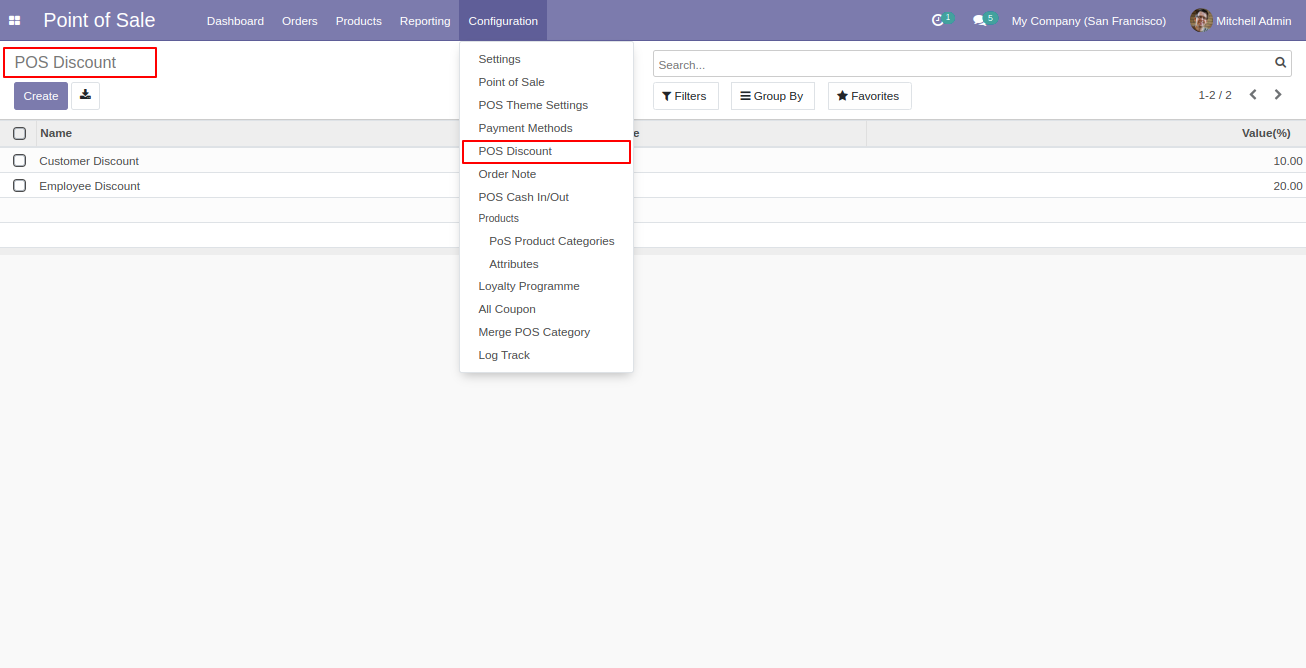 Point of Sale Dashboard Orders Products Reporting Configuration 1 5 My Company (San Francisco) Mitchell Admin
POS Discount
Search...
Create
Filters Group By Favorites 1-2 / 2
Settings
Point of Sale
POS Theme Settings
Payment Methods
POS Discount
Order Note
POS Cash In/Out
Products
PoS Product Categories
Attributes
Loyalty Programme
All Coupon
Merge POS Category
Log Track
Name Value(%)
Customer Discount 10.00
Employee Discount 20.00